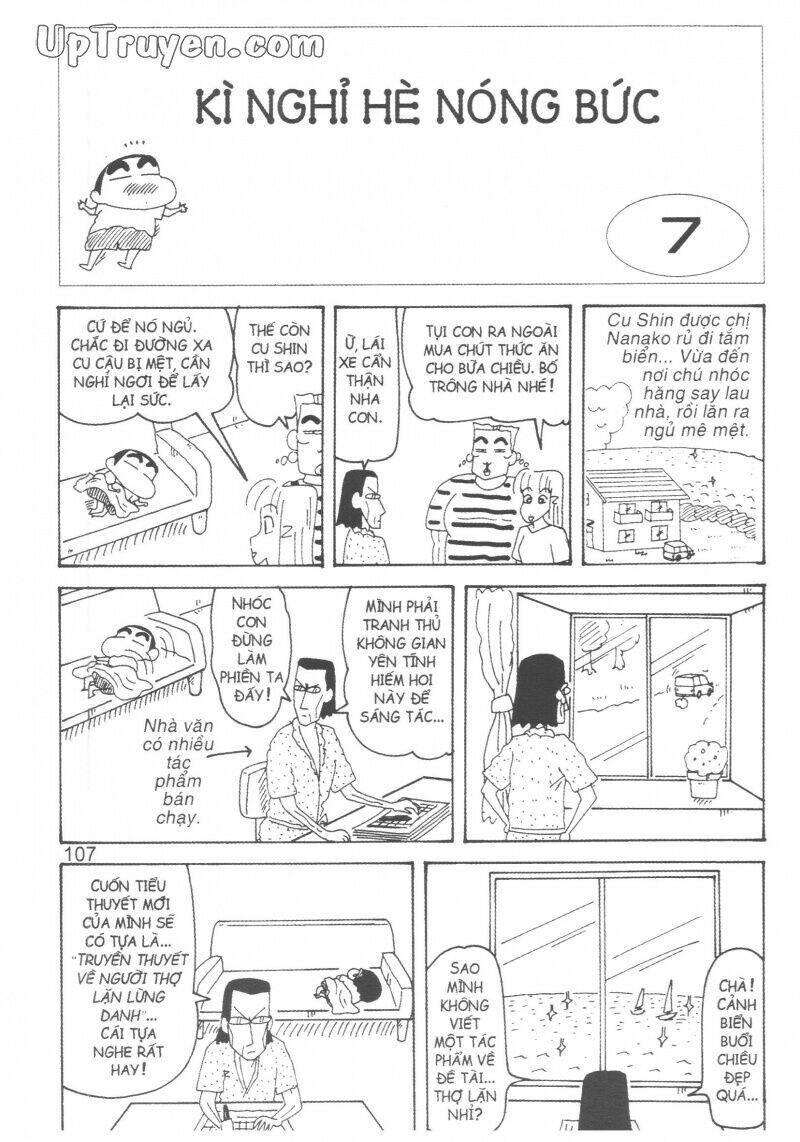 UpTruyen.com
KÌ NGHỈ HÈ NÓNG BỨC
7
Cu Shin được chị
Nanako rủ đi tắm
biển... Vừa đến
nơi chú nhóc
hăng say lau
nhà, rồi lăn ra
ngủ mê mệt.
TỤI CON RA NGOÀI
MUA CHÚT THỨC ĂN
CHO BỮA CHIỀU. BỐ
TRÔNG NHÀ NHÉ!
Ữ, LÁI
XE CẨN
THẬN
NHA
CON.
THẾ CÒN
CU SHIN
THÌ SAO?
CỨ ĐỂ NÓ NGỦ.
CHẮC ĐI ĐƯỜNG XA
CU CẬU BỊ MỆT, CẦN
NGHỈ NGƠI ĐỂ LẤY
LẠI SỨC.
MÌNH PHẢI
TRANH THỦ
KHÔNG GIAN
YÊN TĨNH
HIẾM HOI
NÀY ĐỂ
SÁNG TÁC...
NHÓC
CON
ĐỪNG
LÀM
PHIỀN TA
ĐẤY!
Nhà văn
có nhiều
tác
phẩm
bán
chạy.
107
CHÀ!
CẢNH
BIỂN
BUỔI
CHIỀU
ĐẸP
QUÁ...
SAO
MÌNH
KHÔNG
VIẾT
MỘT TÁC
PHẨM VỀ
ĐỀ TÀI...
THỢ LẶN
NHỈ?
CUỐN TIỂU
THUYẾT MỚI
CỦA MÌNH SẼ
CÓ TỰA LÀ...
"TRUYỀN THUYẾT
VỀ NGƯỜI THỢ
LẶN LỪNG
DANH"...
CÁI TỰA
NGHE RẤT
HAY!